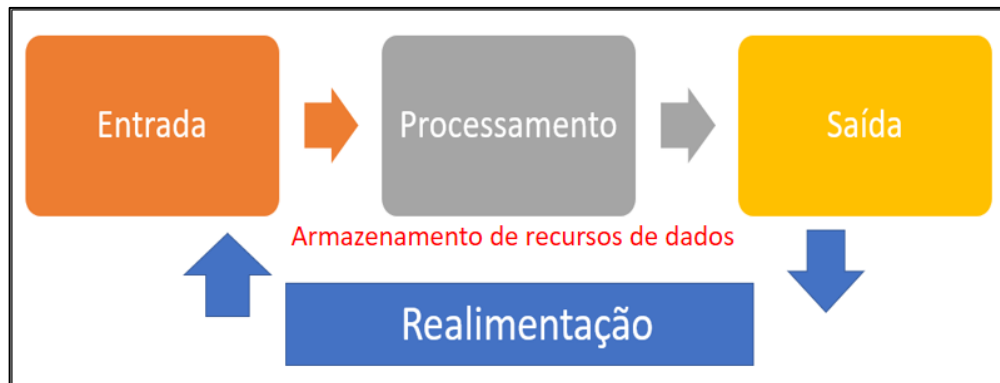 Entrada
Processamento
Saída
Armazenamento de recursos de dados
Realimentação